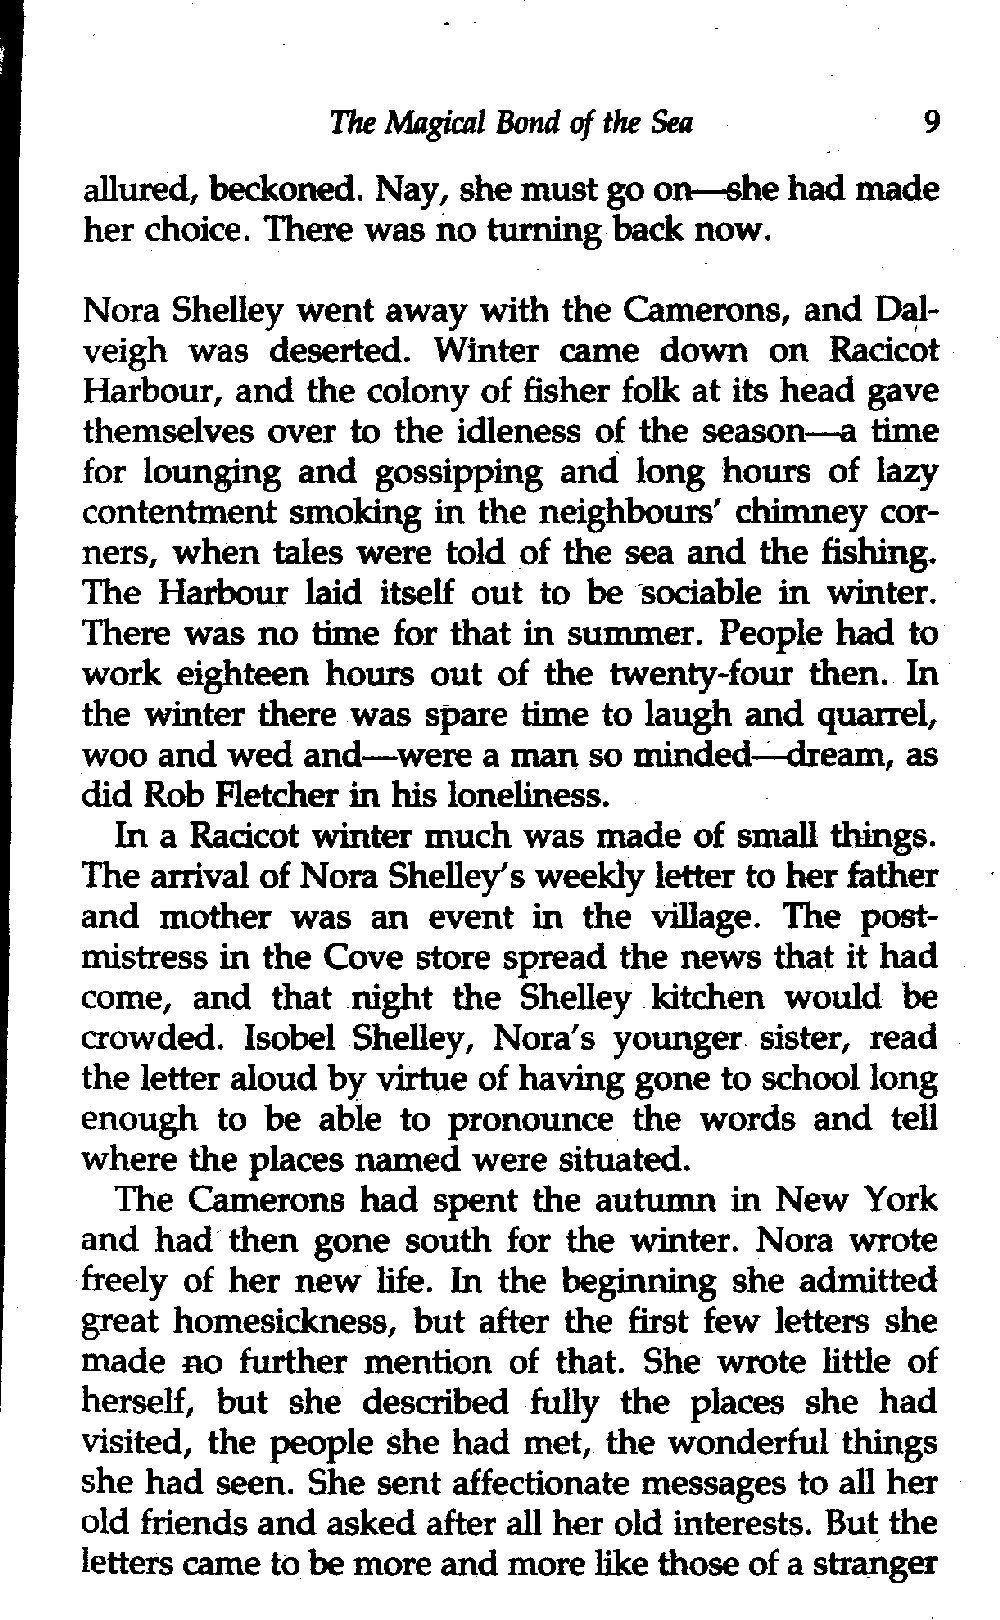 The Magical Bond of the Sea 9
allured, beckoned. Nay, she must go on—she had made
her choice. There was no turning back now.
Nora Shelley went away with the Camerons, and Dal-
veigh was deserted. Winter came down on Racicot
Harbour, and the colony of fisher folk at its head gave
themselves over to the idleness of the season—a time
for lounging and gossipping and long hours of lazy
contentment smoking in the neighbours' chimney cor-
ners, when tales were told of the sea and the fishing.
The Harbour laid itself out to be sociable in winter.
There was no time for that in summer. People had to
work eighteen hours out of the twenty-four then. In
the winter there was spare time to laugh and quarrel,
woo and wed and—were a man so minded—dream, as
did Rob Fletcher in his loneliness.
In a Racicot winter much was made of small things.
The arrival of Nora Shelley's weekly letter to her father
and mother was an event in the village. The post-
mistress in the Cove store spread the news that it had
come, and that night the Shelley kitchen would be
crowded. Isobel Shelley, Nora's younger sister, read
the letter aloud by virtue of having gone to school long
enough to be able to pronounce the words and tell
where the places named were situated.
The Camerons had spent the autumn in New York
and had then gone south for the winter. Nora wrote
freely of her new life. In the beginning she admitted
great homesickness, but after the first few letters she
made no further mention of that. She wrote little of
herself, but she described fully the places she had
visited, the people she had met, the wonderful things
she had seen. She sent affectionate messages to all her
old friends and asked after all her old interests. But the
letters came to be more and more like those of a stranger